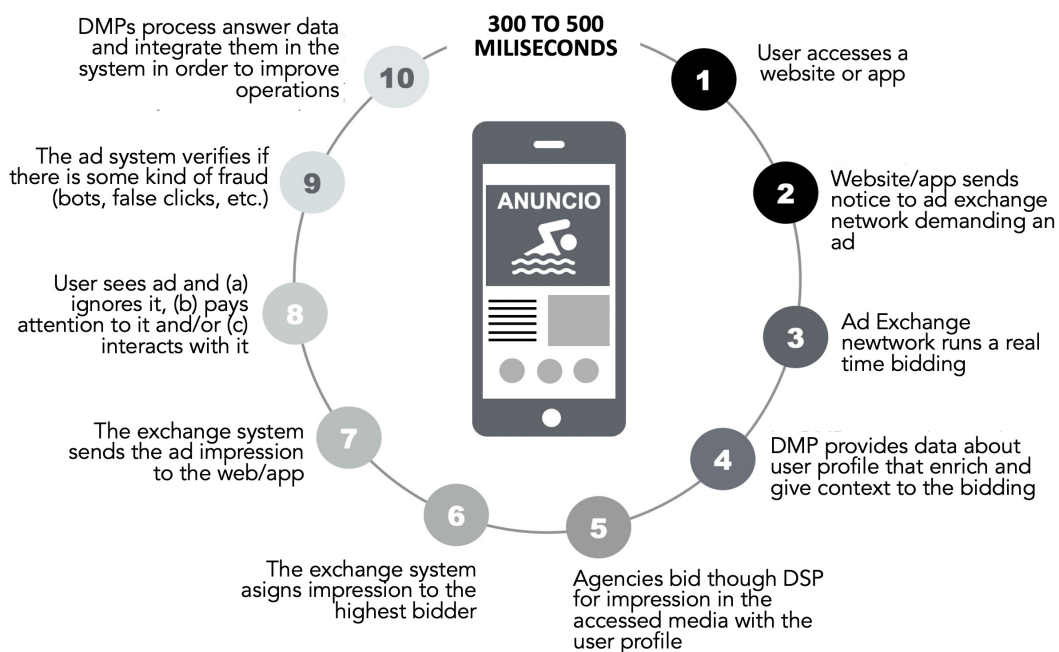 300 TO 500
MILISECONDS
1
User accesses a
website or app
2
Website/app sends
notice to ad exchange
network demanding an
ad
3
Ad Exchange
newtwork runs a real
time bidding
4
DMP provides data about
user profile that enrich and
give context to the bidding
5
Agencies bid though DSP
for impression in the
accessed media with the
user profile
6
The exchange system
asigns impression to the
highest bidder
7
The exchange system
sends the ad impression
to the web/app
8
User sees ad and (a)
ignores it, (b) pays
attention to it and/or (c)
interacts with it
9
The ad system verifies if
there is some kind of fraud
(bots, false clicks, etc.)
10
DMPs process answer data
and integrate them in the
system in order to improve
operations
ANUNCIO